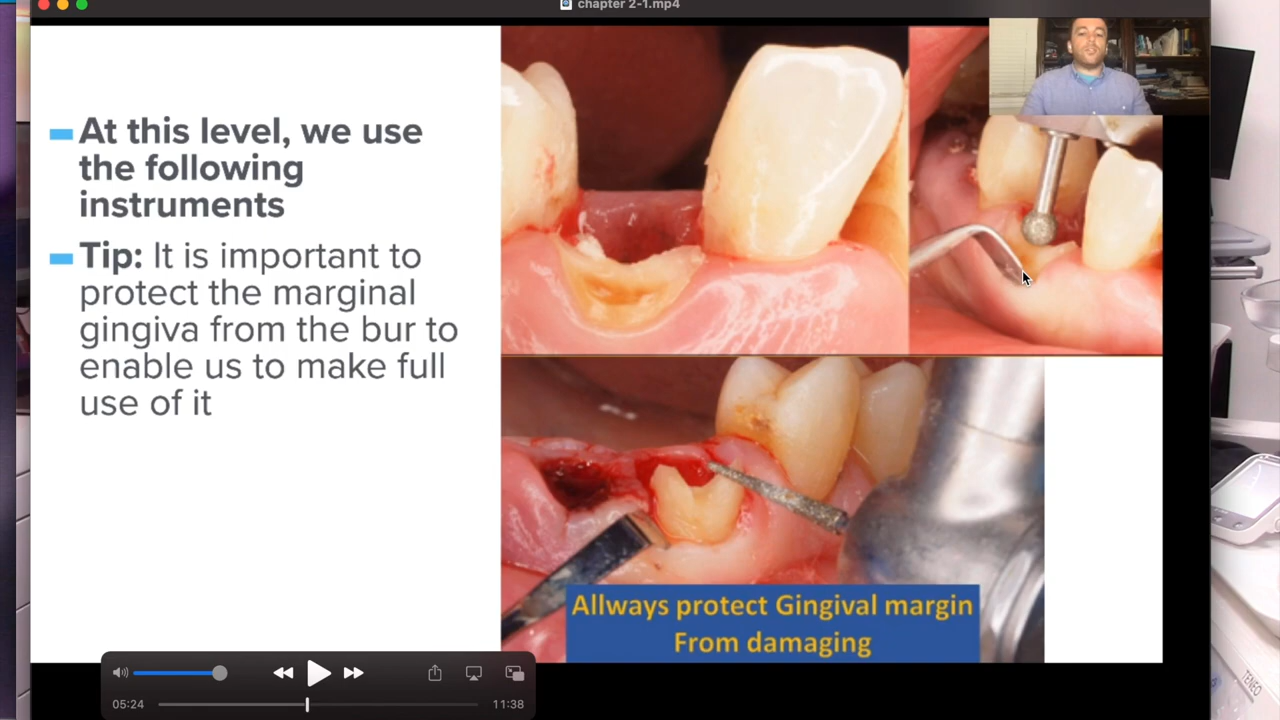 chapter 2-1.mp4
At this level, we use
the following
instruments
Tip: It is important to
protect the marginal
gingiva from the bur to
enable us to make full
use of it
Allways protect Gingival margin
From damaging
05:24
11:38
TENEO